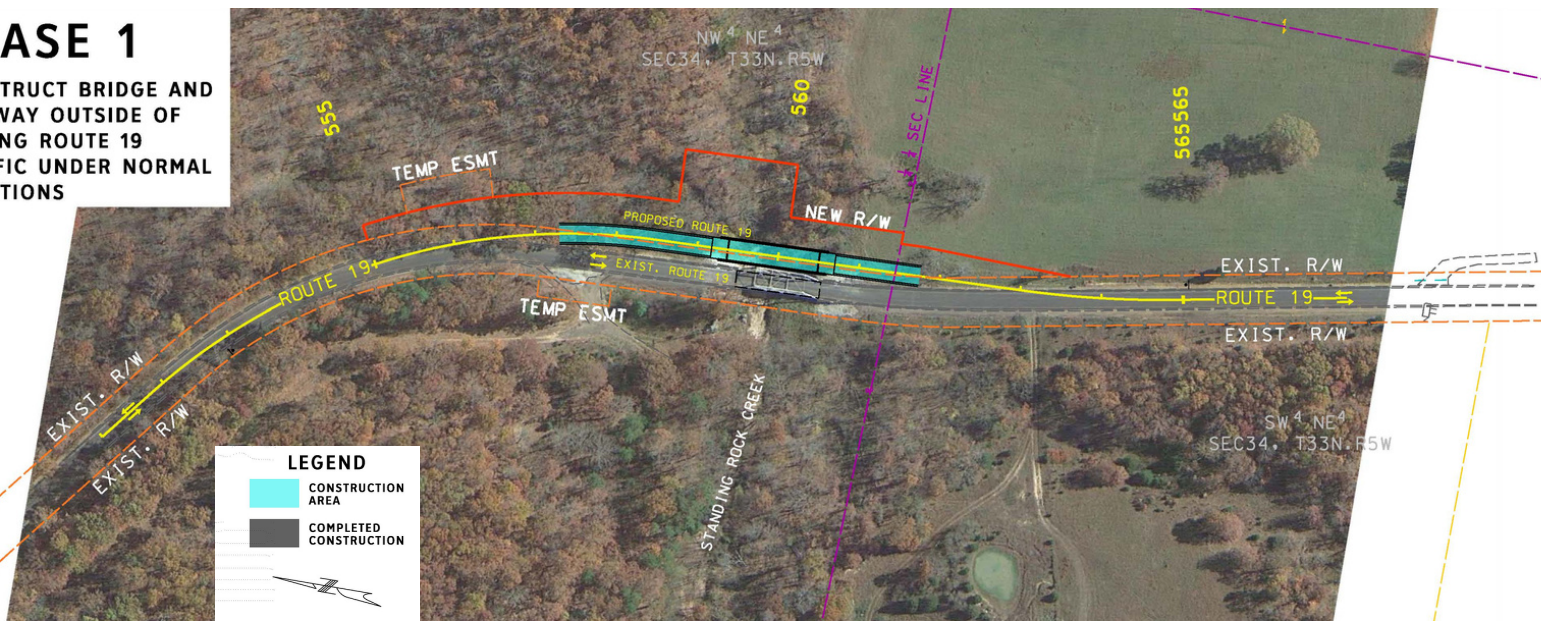 ASE 1
TRUCT BRIDGE AND
WAY OUTSIDE OF
NG ROUTE 19
FIC UNDER NORMAL
TIONS
NW 4 NE 4
SEC34, T33N.R5W
555
560
565565
SEC LINE
TEMP ESMT
NEW R/W
PROPOSED ROUTE 19
EXIST. ROUTE 19
ROUTE 19
TEMP ESMT
EXIST. R/W
ROUTE 19
EXIST. R/W
EXIST. R/W
EXIST. R/W
STANDING ROCK CREEK
SW 4 NE 4
SEC34, T33N.R5W
LEGEND
CONSTRUCTION
AREA
COMPLETED
CONSTRUCTION